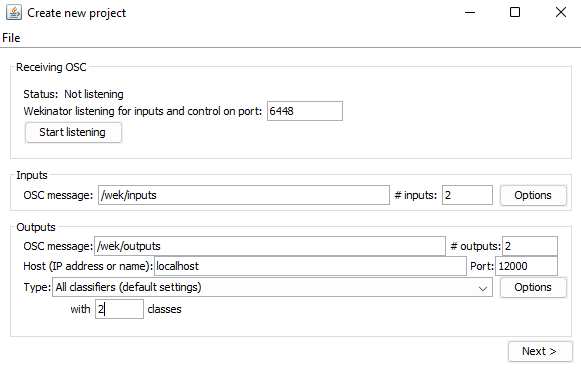 Create new project
File
Receiving OSC
Status: Not listening
Wekinator listening for inputs and control on port: 6448
Start listening
Inputs
OSC message: /wek/inputs # inputs: 2 Options
Outputs
OSC message: /wek/outputs # outputs: 2
Host (IP address or name): localhost Port: 12000
Type: All classifiers (default settings) Options
with 2 classes
Next >